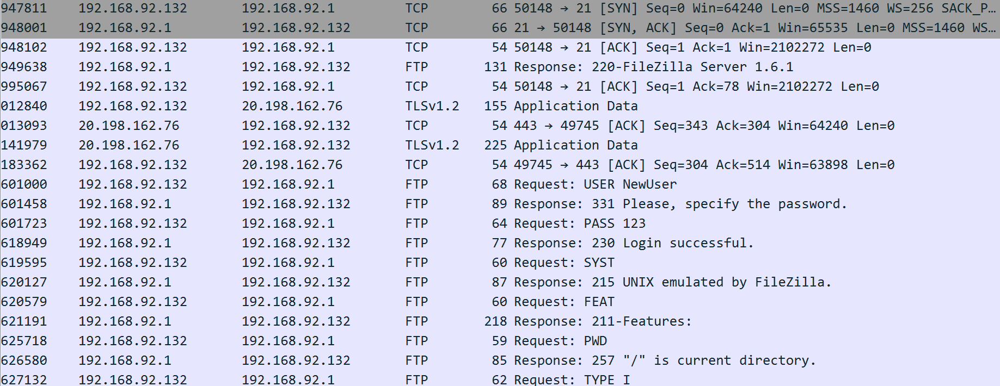 947811 192.168.92.132 192.168.92.1 TCP 66 50148 → 21 [SYN] Seq=0 Win=64240 Len=0 MSS=1460 WS=256 SACK_P…
948001 192.168.92.1 192.168.92.132 TCP 66 21 → 50148 [SYN, ACK] Seq=0 Ack=1 Win=65535 Len=0 MSS=1460 WS…
948102 192.168.92.132 192.168.92.1 TCP 54 50148 → 21 [ACK] Seq=1 Ack=1 Win=2102272 Len=0
949638 192.168.92.1 192.168.92.132 FTP 131 Response: 220-FileZilla Server 1.6.1
995067 192.168.92.132 192.168.92.1 TCP 54 50148 → 21 [ACK] Seq=1 Ack=78 Win=2102272 Len=0
012840 192.168.92.132 20.198.162.76 TLSv1.2 155 Application Data
013093 20.198.162.76 192.168.92.132 TCP 54 443 → 49745 [ACK] Seq=343 Ack=304 Win=64240 Len=0
141979 20.198.162.76 192.168.92.132 TLSv1.2 225 Application Data
183362 192.168.92.132 20.198.162.76 TCP 54 49745 → 443 [ACK] Seq=304 Ack=514 Win=63898 Len=0
601000 192.168.92.132 192.168.92.1 FTP 68 Request: USER NewUser
601458 192.168.92.1 192.168.92.132 FTP 89 Response: 331 Please, specify the password.
601723 192.168.92.132 192.168.92.1 FTP 64 Request: PASS 123
618949 192.168.92.1 192.168.92.132 FTP 77 Response: 230 Login successful.
619595 192.168.92.132 192.168.92.1 FTP 60 Request: SYST
620127 192.168.92.1 192.168.92.132 FTP 87 Response: 215 UNIX emulated by FileZilla.
620579 192.168.92.132 192.168.92.1 FTP 60 Request: FEAT
621191 192.168.92.1 192.168.92.132 FTP 218 Response: 211-Features:
625718 192.168.92.132 192.168.92.1 FTP 59 Request: PWD
626580 192.168.92.1 192.168.92.132 FTP 85 Response: 257 "/" is current directory.
627132 192.168.92.132 192.168.92.1 FTP 62 Request: TYPE I